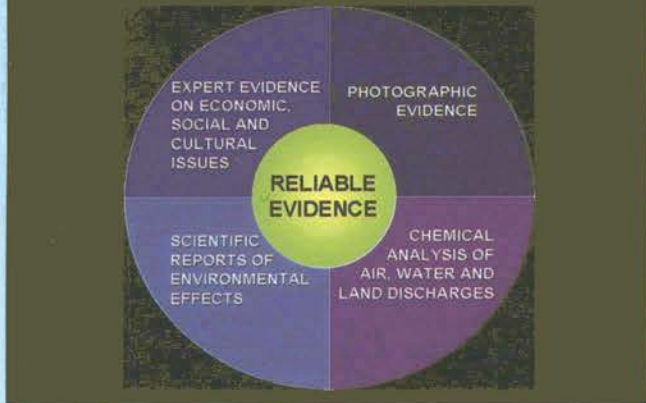 EXPERT EVIDENCE
ON ECONOMIC,
SOCIAL AND
CULTURAL
ISSUES
PHOTOGRAPHIC
EVIDENCE
RELIABLE
EVIDENCE
SCIENTIFIC
REPORTS OF
ENVIRONMENTAL
EFFECTS
CHEMICAL
ANALYSIS OF
AIR, WATER AND
LAND DISCHARGES